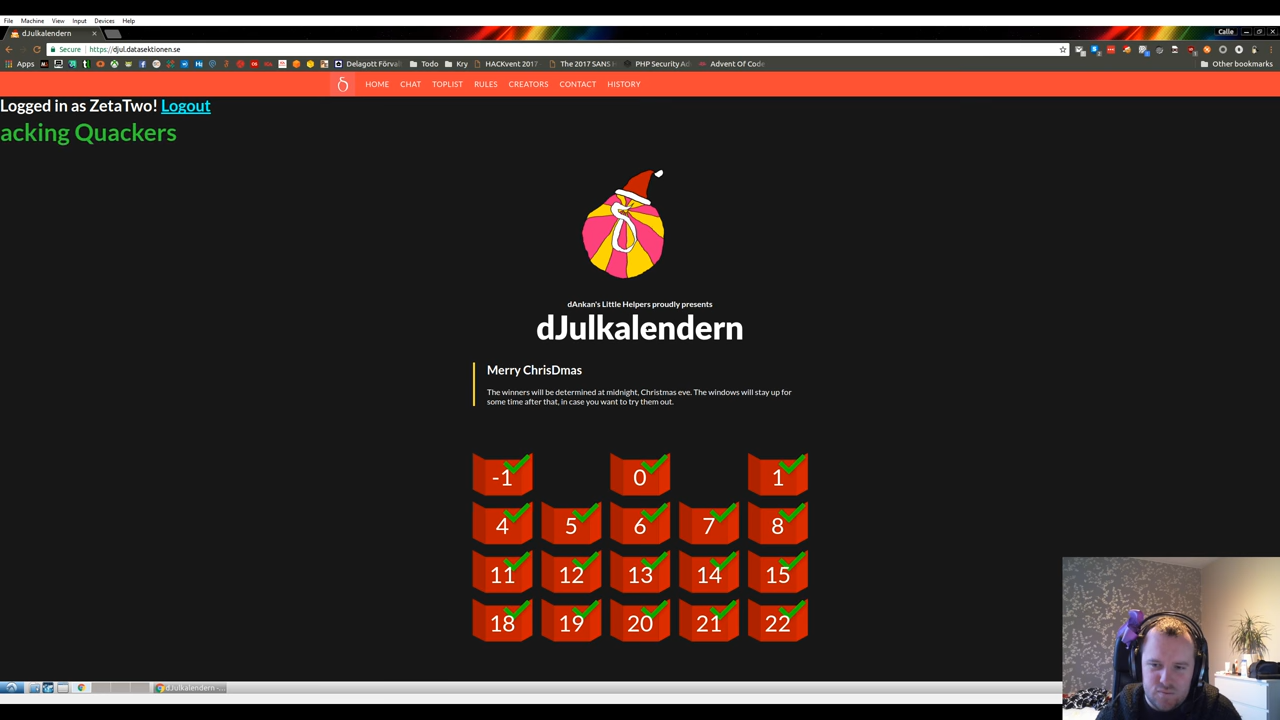 File Machine View Input Devices Help
dJulkalendern
Calle
Secure https://djul.datasektionen.se
Apps
Delagott Förval
Todo
Kry
HACKvent 2017
The 2017 SANS H
PHP Security Ad
Advent Of Code
Other bookmarks
HOME CHAT TOPLIST RULES CREATORS CONTACT HISTORY
Logged in as ZetaTwo! Logout
acking Quackers
dAnkan's Little Helpers proudly presents
dJulkalendern
Merry ChrisDmas
The winners will be determined at midnight, Christmas eve. The windows will stay up for
some time after that, in case you want to try them out.
-1 0 1
4 5 6 7 8
11 12 13 14 15
18 19 20 21 22
dJulkalendern -...